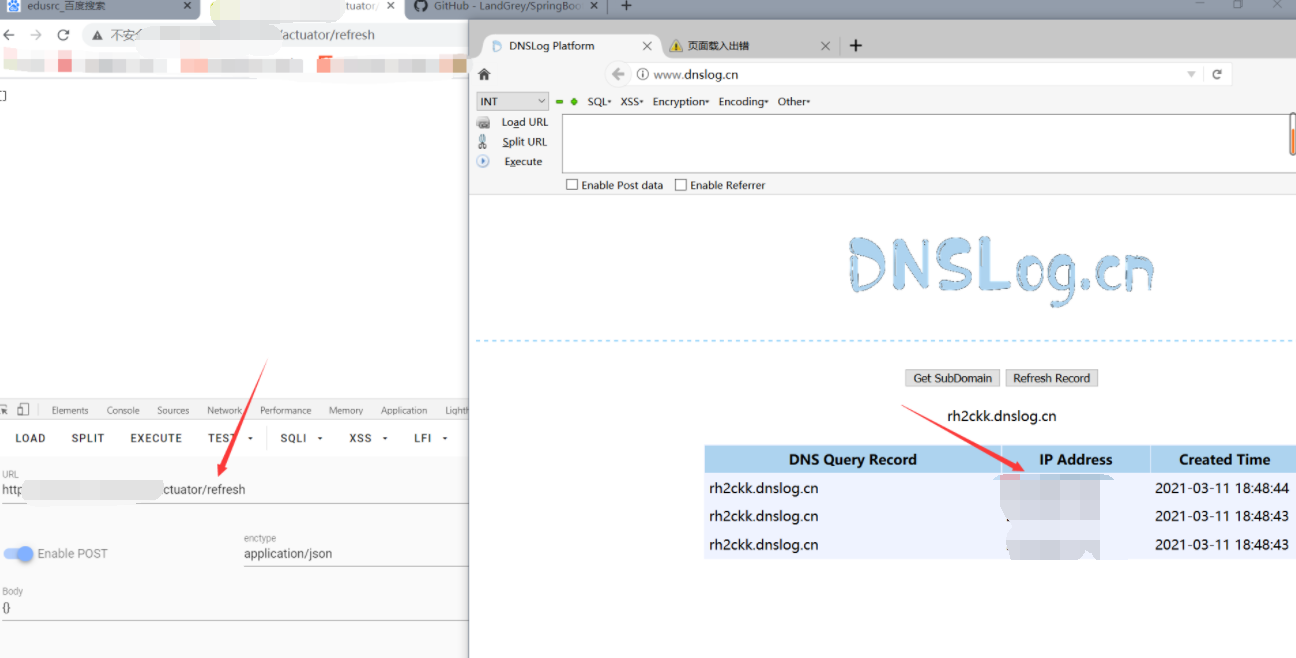 edusrc_百度搜索
tuator/
GitHub - LandGrey/SpringBoo
不安全
/actuator/refresh
[]
DNSLog Platform
页面载入出错
www.dnslog.cn
INT
SQL
XSS
Encryption
Encoding
Other
Load URL
Split URL
Execute
Enable Post data
Enable Referrer
DNSLog.cn
Get SubDomain
Refresh Record
rh2ckk.dnslog.cn
DNS Query Record
IP Address
Created Time
rh2ckk.dnslog.cn
2021-03-11 18:48:44
rh2ckk.dnslog.cn
2021-03-11 18:48:43
rh2ckk.dnslog.cn
2021-03-11 18:48:43
Elements
Console
Sources
Network
Performance
Memory
Application
Lighth
LOAD
SPLIT
EXECUTE
TEST
SQLI
XSS
LFI
URL
http
ctuator/refresh
Enable POST
enctype
application/json
Body
{}